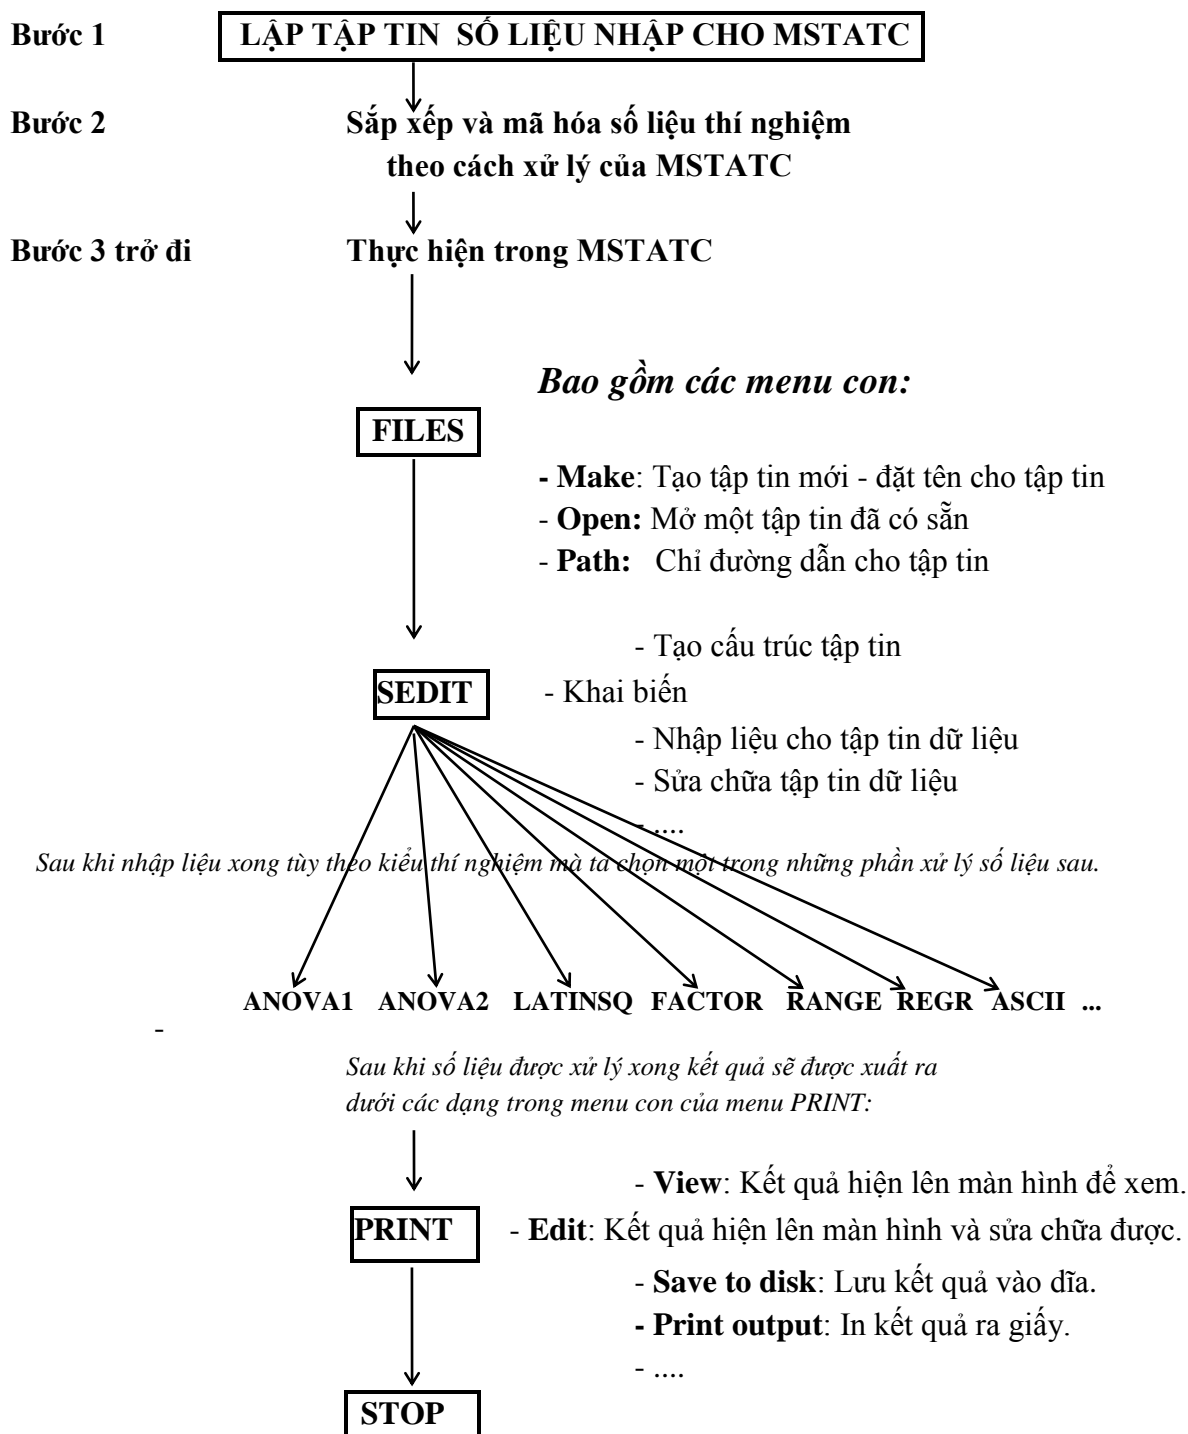 Bước 1 LẬP TẬP TIN SỐ LIỆU NHẬP CHO MSTATC
Bước 2 Sắp xếp và mã hóa số liệu thí nghiệm
theo cách xử lý của MSTATC
Bước 3 trở đi Thực hiện trong MSTATC
Bao gồm các menu con:
FILES
- Make: Tạo tập tin mới - đặt tên cho tập tin
- Open: Mở một tập tin đã có sẵn
- Path: Chỉ đường dẫn cho tập tin
- Tạo cấu trúc tập tin
SEDIT - Khai biến
- Nhập liệu cho tập tin dữ liệu
- Sửa chữa tập tin dữ liệu
- ....
Sau khi nhập liệu xong tùy theo kiểu thí nghiệm mà ta chọn một trong những phần xử lý số liệu sau.
ANOVA1 ANOVA2 LATINSQ FACTOR RANGE REGR ASCII ...
-
Sau khi số liệu được xử lý xong kết quả sẽ được xuất ra
dưới các dạng trong menu con của menu PRINT:
- View: Kết quả hiện lên màn hình để xem.
PRINT - Edit: Kết quả hiện lên màn hình và sửa chữa được.
- Save to disk: Lưu kết quả vào dĩa.
- Print output: In kết quả ra giấy.
- ....
STOP